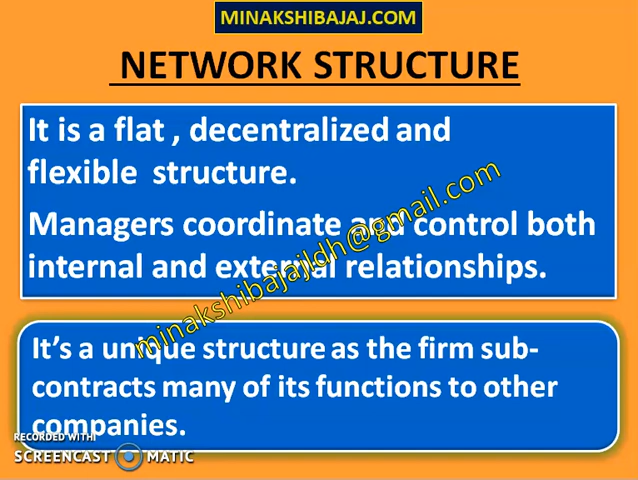 MINAKSHIBAJAJ.COM
NETWORK STRUCTURE
It is a flat , decentralized and
flexible structure.
Managers coordinate and control both
internal and external relationships.
minakshibajajldh@gmail.com
It's a unique structure as the firm sub-
contracts many of its functions to other
companies.
RECORDED WITH
SCREENCAST MATIC